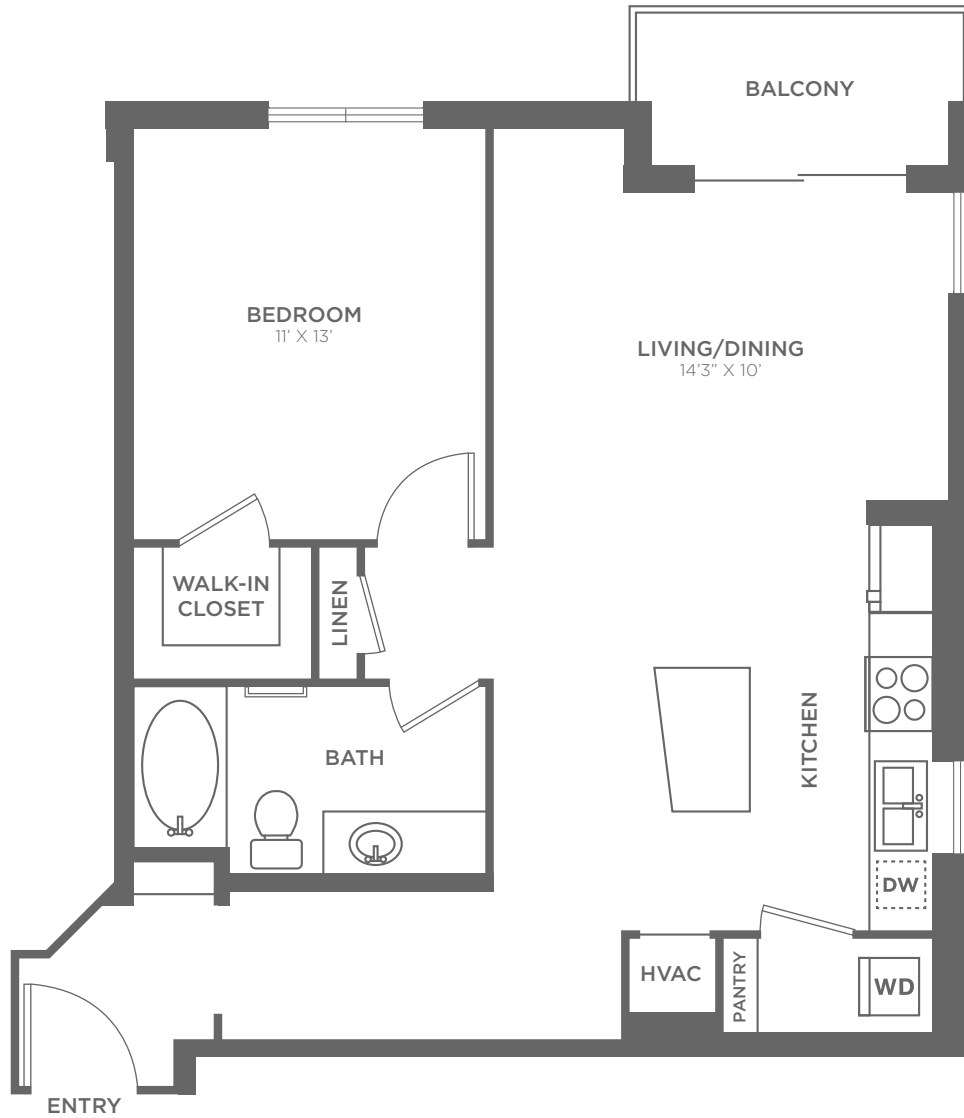 BALCONY
BEDROOM
11' X 13'
LIVING/DINING
14'3" X 10'
WALK-IN
CLOSET
LINEN
BATH
KITCHEN
DW
HVAC
PANTRY
WD
ENTRY